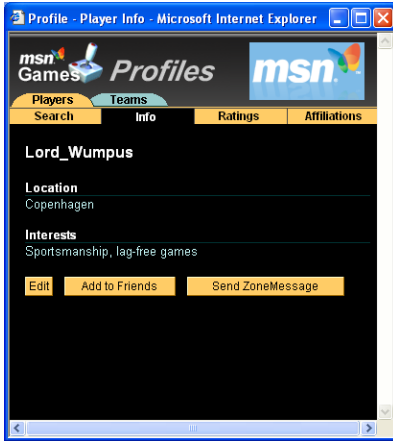 Profile - Player Info - Microsoft Internet Explorer
msn
Games
Profiles
msn
Players Teams
Search Info Ratings Affiliations
Lord_Wumpus
Location
Copenhagen
Interests
Sportsmanship, lag-free games
Edit Add to Friends Send ZoneMessage